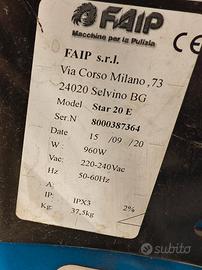 FAIP
Macchine per la Pulizia
CE
FAIP s.r.l.
Via Corso Milano ,73
24020 Selvino BG
Model Star 20 E
Ser.N 8000387364
Date 15 /09 /20
W : 960W
Vac: 220-240Vac
Hz : 50-60Hz
A :
IP: IPX3 2%
Kg: 37,5kg
subito